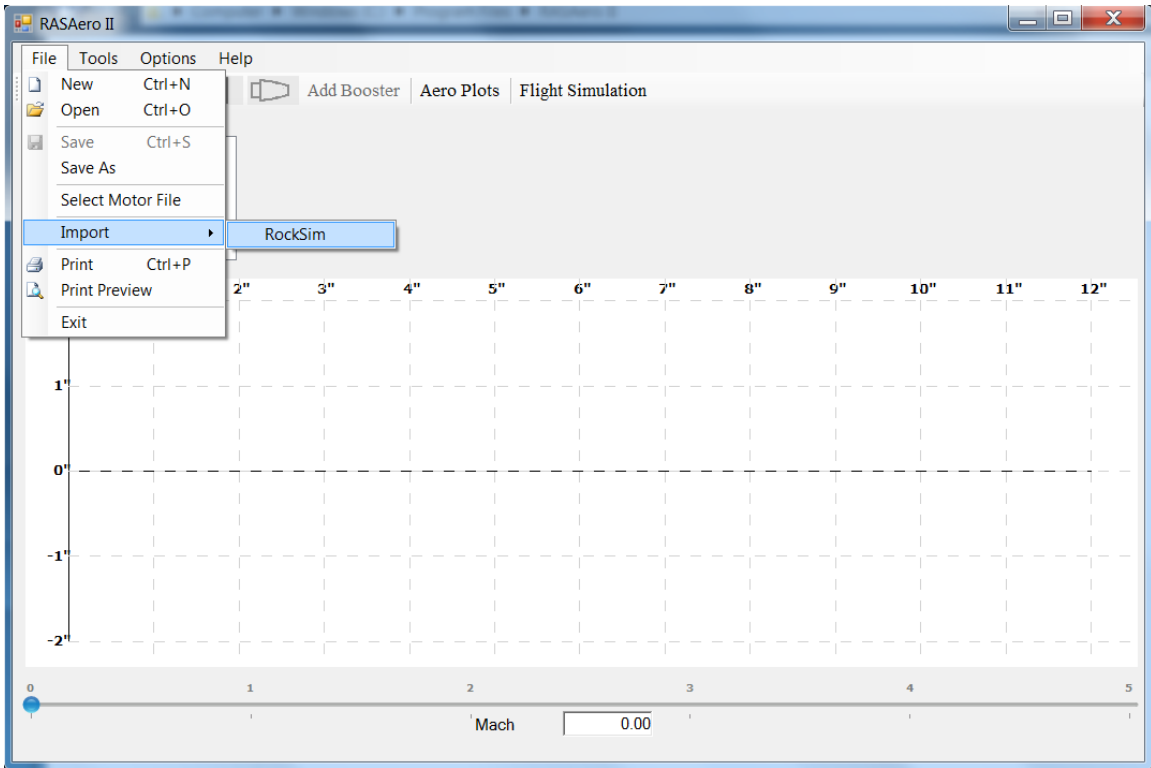 RASAero II
File Tools Options Help
New Ctrl+N
Add Booster Aero Plots Flight Simulation
Open Ctrl+O
Save Ctrl+S
Save As
Select Motor File
Import RockSim
Print Ctrl+P
Print Preview
Exit
2" 3" 4" 5" 6" 7" 8" 9" 10" 11" 12"
1"
0"
-1"
-2"
0 1 2 3 4 5
Mach 0.00